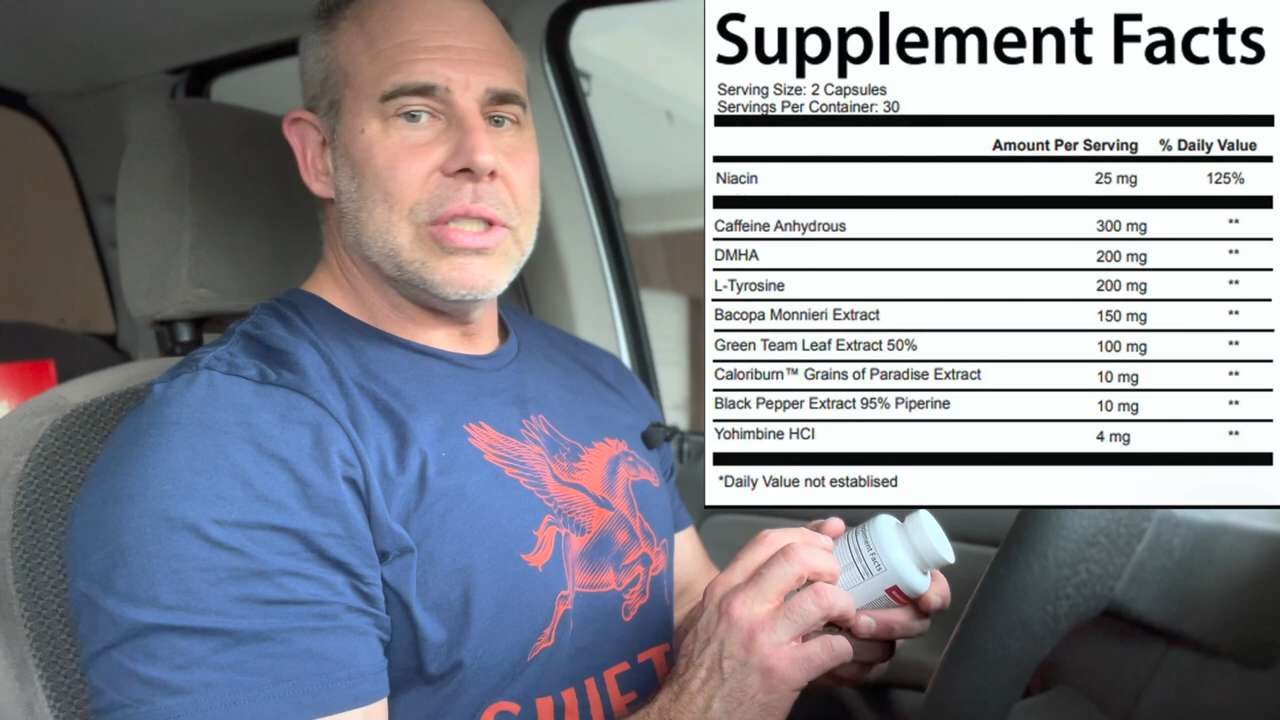 Supplement Facts
Serving Size: 2 Capsules
Servings Per Container: 30
Amount Per Serving % Daily Value
Niacin 25 mg 125%
Caffeine Anhydrous 300 mg **
DMHA 200 mg **
L-Tyrosine 200 mg **
Bacopa Monnieri Extract 150 mg **
Green Team Leaf Extract 50% 100 mg **
Caloriburn™ Grains of Paradise Extract 10 mg **
Black Pepper Extract 95% Piperine 10 mg **
Yohimbine HCl 4 mg **
*Daily Value not establised
Facts